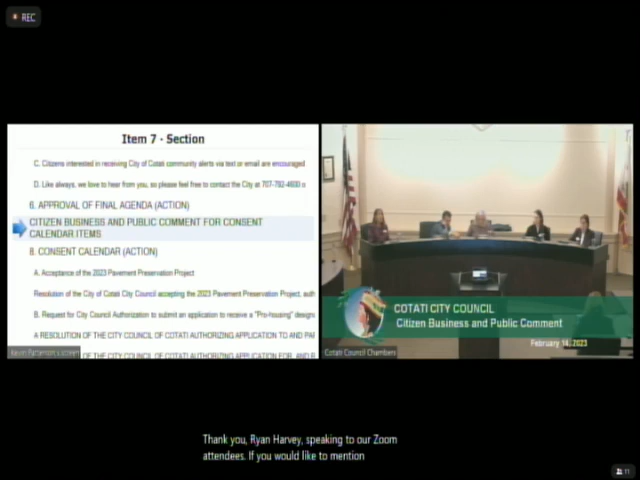 REC
Item 7 - Section
C. Citizens interested in receiving City of Cotati community alerts via text or email are encouraged
D. Like always, we love to hear from you, so please feel free to contact the City at 707-792-4600 o
6. APPROVAL OF FINAL AGENDA (ACTION)
CITIZEN BUSINESS AND PUBLIC COMMENT FOR CONSENT
CALENDAR ITEMS
8. CONSENT CALENDAR (ACTION)
A. Acceptance of the 2023 Pavement Preservation Project
Resolution of the City of Cotati City Council accepting the 2023 Pavement Preservation Project, auth
B. Request for City Council Authorization to submit an application to receive a "Pro-housing" designa
A RESOLUTION OF THE CITY COUNCIL OF COTATI AUTHORIZING APPLICATION TO AND PAR
OF THE CITY COUNCIL OF COTATI AUTHORIZING APPLICATION FOR, AND R
Kevin Patterson's screen
COTATI CITY COUNCIL
Citizen Business and Public Comment
February 14, 2023
Cotati Council Chambers
Thank you, Ryan Harvey, speaking to our Zoom
attendees. If you would like to mention
11